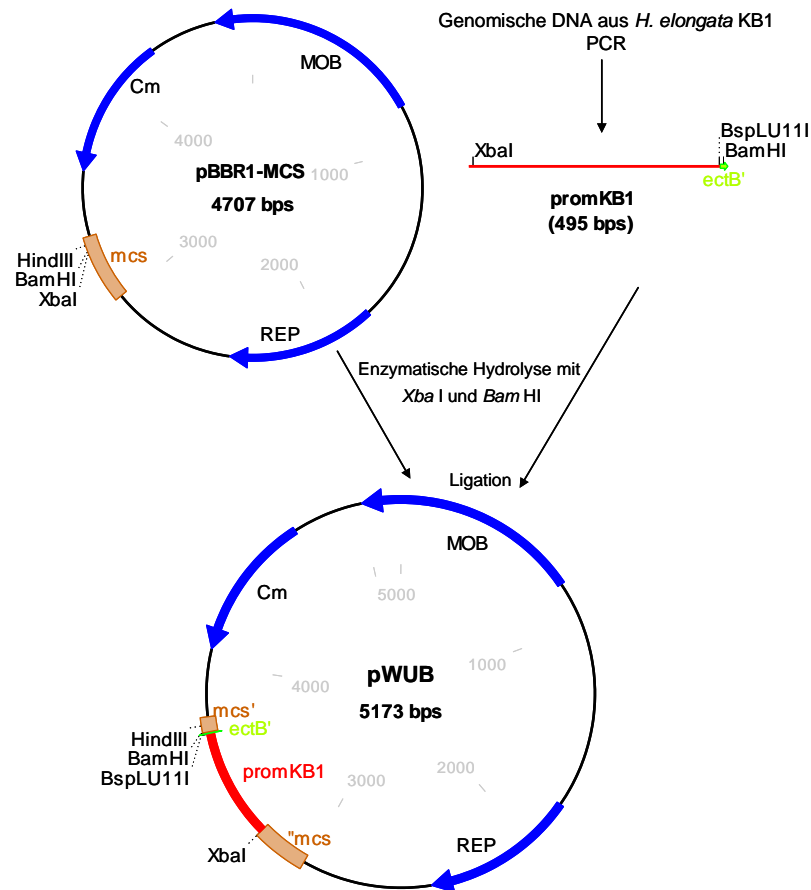 MOB
Cm
4000
pBBR1-MCS
4707 bps
1000
3000
2000
mcs
HindIII
BamHI
XbaI
REP
Genomische DNA aus H. elongata KB1
PCR
BspLU11I
XbaI
BamHI
ectB'
promKB1
(495 bps)
Enzymatische Hydrolyse mit
Xba I und Bam HI
Ligation
MOB
Cm
5000
1000
4000
pWUB
5173 bps
mcs'
ectB'
HindIII
BamHI
BspLU11I
promKB1
3000
2000
"mcs
XbaI
REP